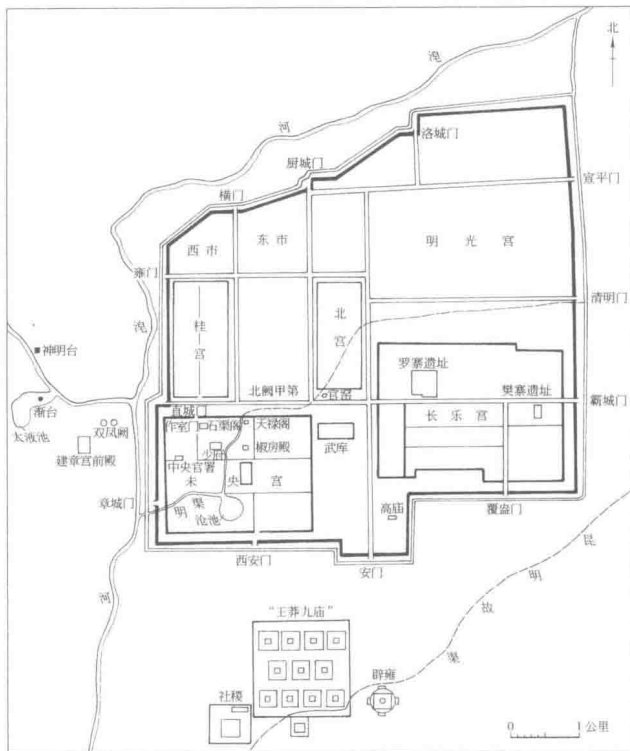 北
漕
河
洛城门
厨城门
宣平门
横门
西市
东市
明光宫
雍门
清明门
漕
桂宫
北宫
神明台
罗寨遗址
樊寨遗址
北阙甲第
官窑
渐台
直城门
霸城门
太液池
双凤阙
作室门
石渠阁
天禄阁
长乐宫
建章宫前殿
少府
椒房殿
武库
中央官署
未央宫
章城门
明渠
沧池
高庙
覆盎门
西安门
安门
河
昆明故渠
“王莽九庙”
辟雍
社稷
0 1公里